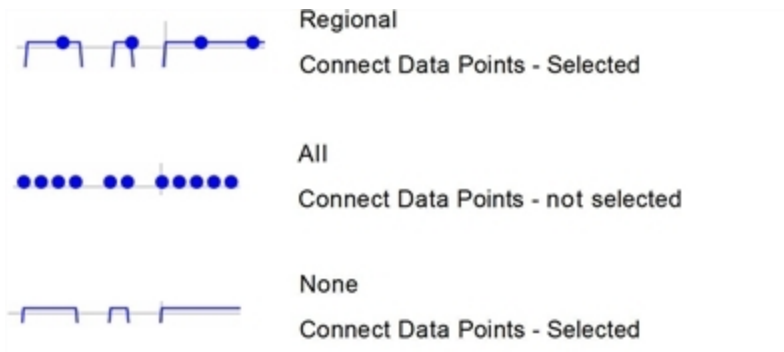 Regional
Connect Data Points - Selected
All
Connect Data Points - not selected
None
Connect Data Points - Selected